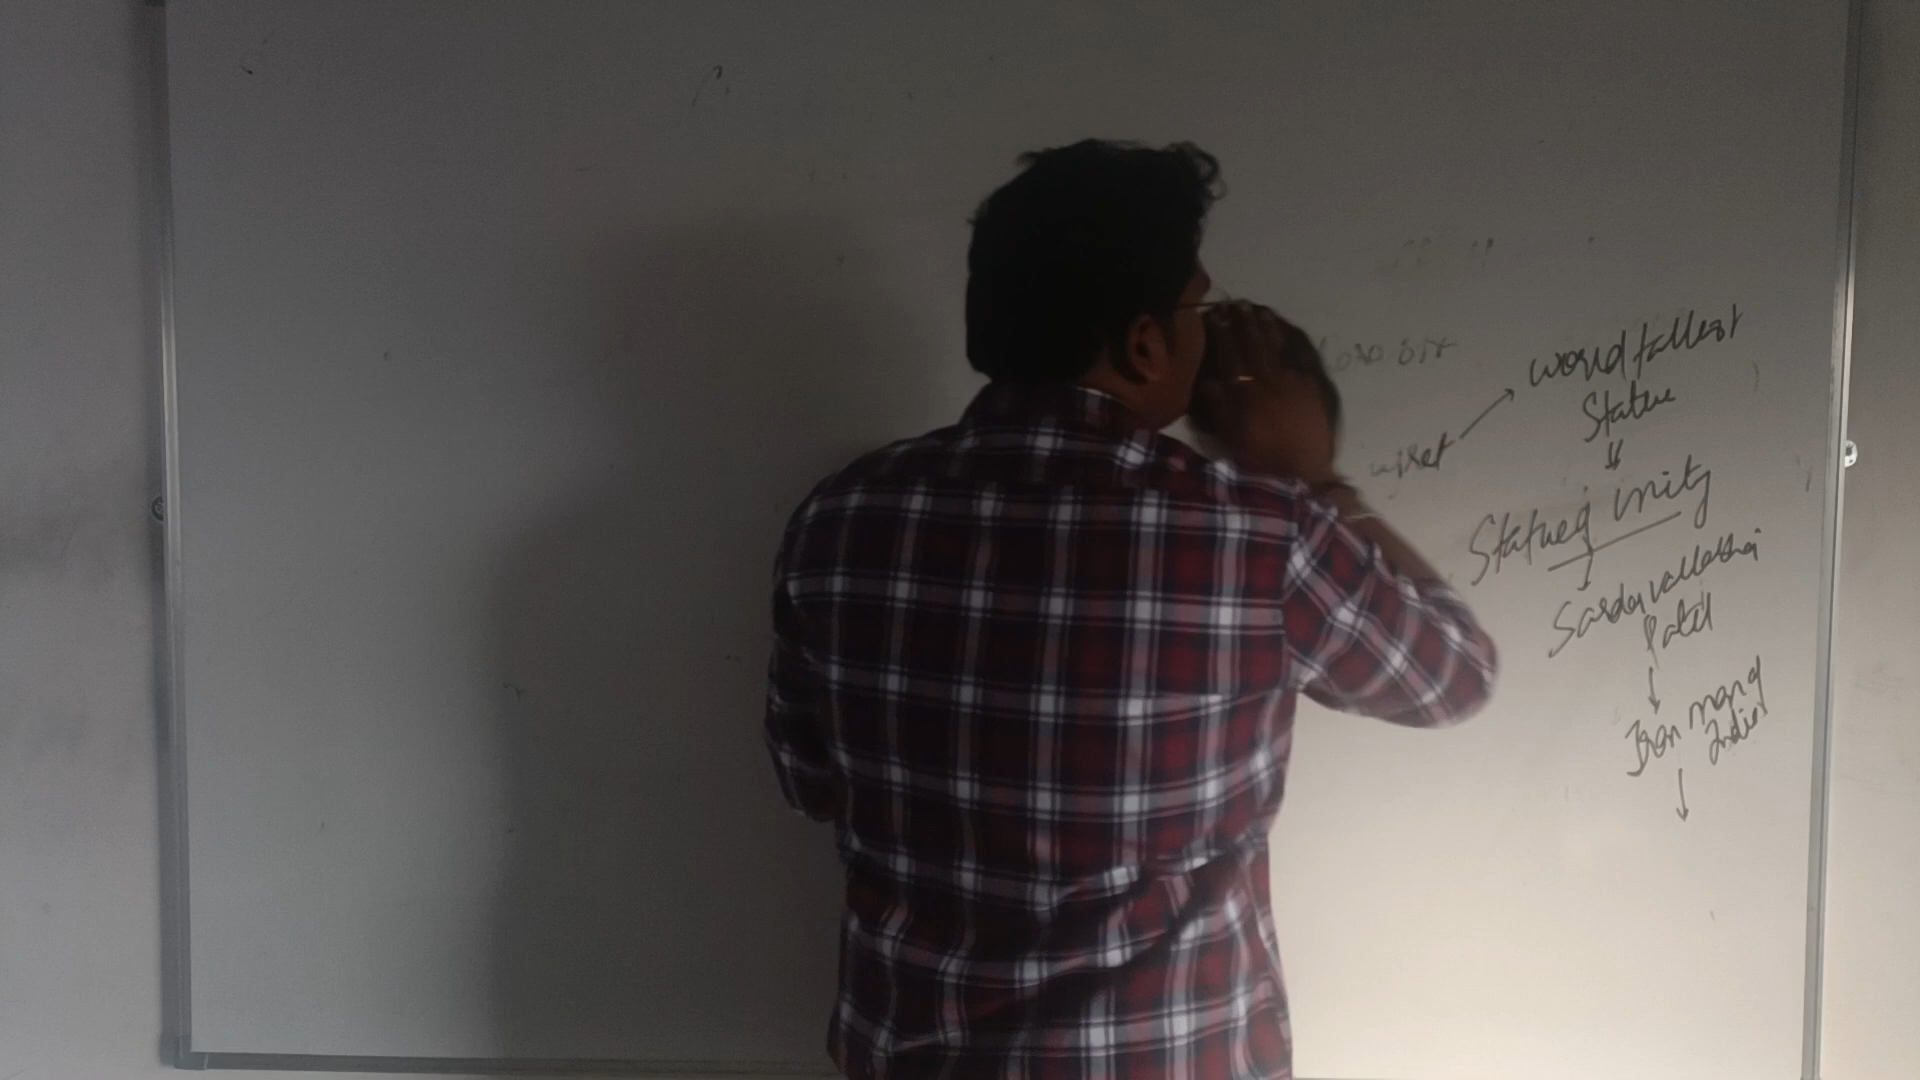 world tallest
Statue
Statue of Unity
Sardar vallabhai
Patel
Iron man of
India